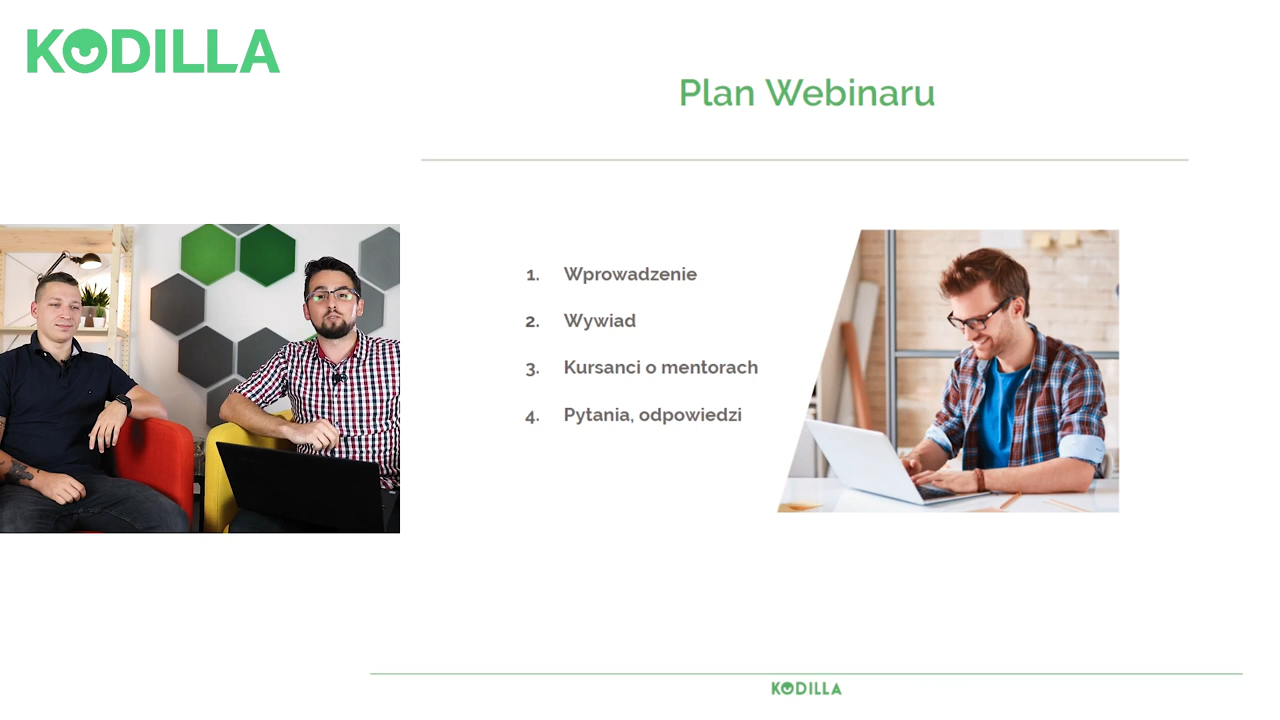 KODILLA
Plan Webinaru
1. Wprowadzenie
2. Wywiad
3. Kursanci o mentorach
4. Pytania, odpowiedzi
KODILLA